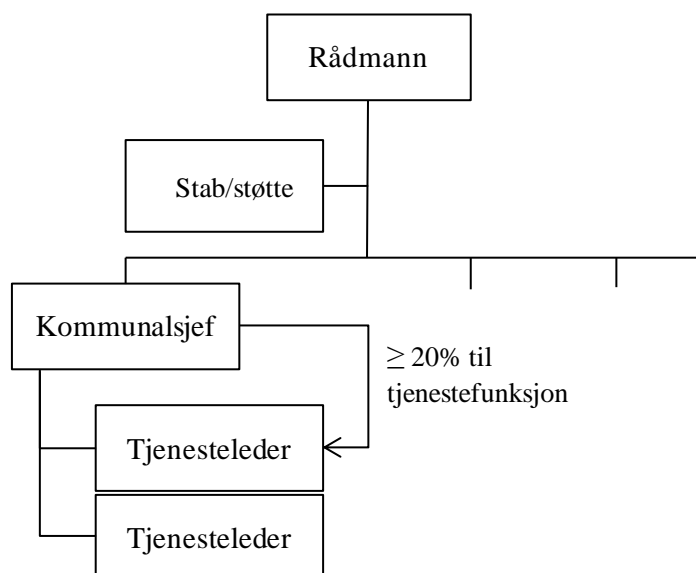 Rådmann
Stab/støtte
Kommunalsjef
≥ 20% til
tjenestefunksjon
Tjenesteleder
Tjenesteleder